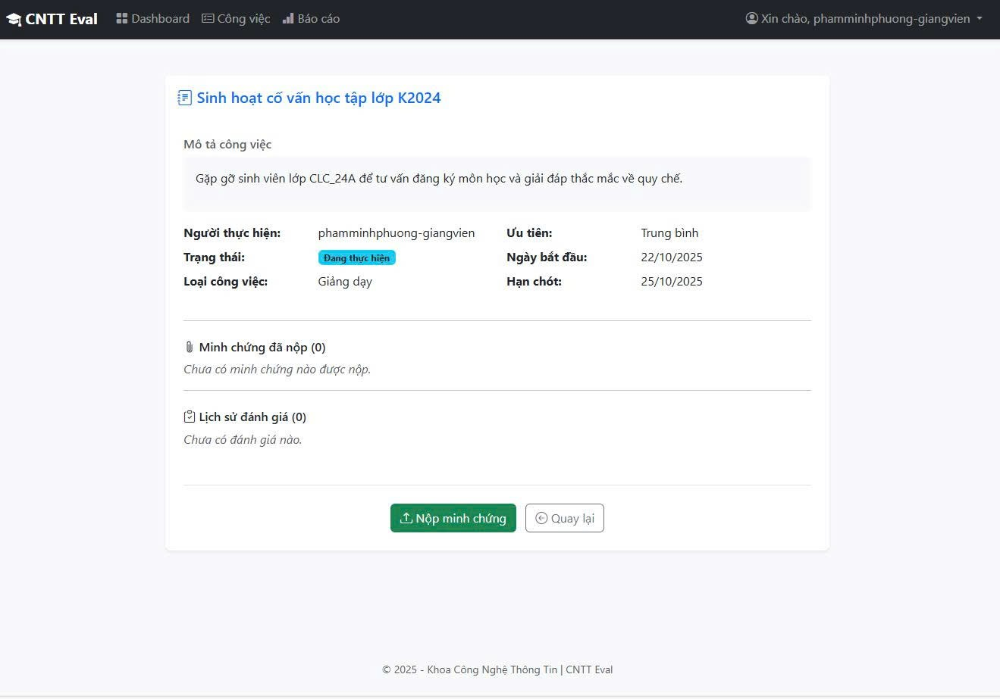 CNTT Eval Dashboard Công việc Báo cáo Xin chào, phamminhphuong-giangvien
Sinh hoạt cố vấn học tập lớp K2024
Mô tả công việc
Gặp gỡ sinh viên lớp CLC_24A để tư vấn đăng ký môn học và giải đáp thắc mắc về quy chế.
Người thực hiện: phamminhphuong-giangvien Ưu tiên: Trung bình
Trạng thái: Đang thực hiện Ngày bắt đầu: 22/10/2025
Loại công việc: Giảng dạy Hạn chót: 25/10/2025
Minh chứng đã nộp (0)
Chưa có minh chứng nào được nộp.
Lịch sử đánh giá (0)
Chưa có đánh giá nào.
Nộp minh chứng Quay lại
© 2025 - Khoa Công Nghệ Thông Tin | CNTT Eval